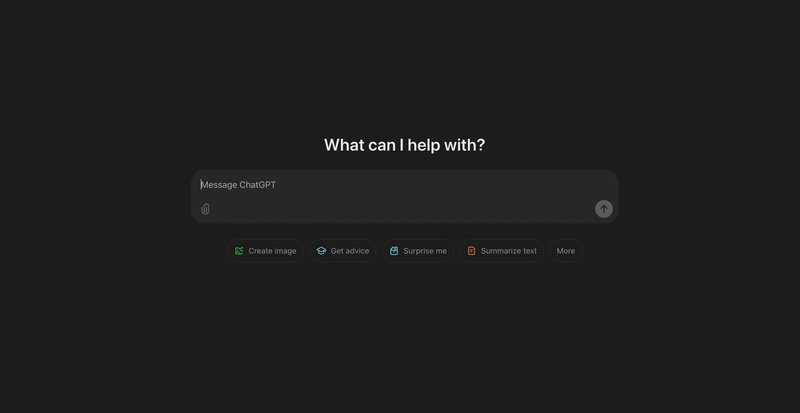 What can I help with?
Message ChatGPT
Create image
Get advice
Surprise me
Summarize text
More